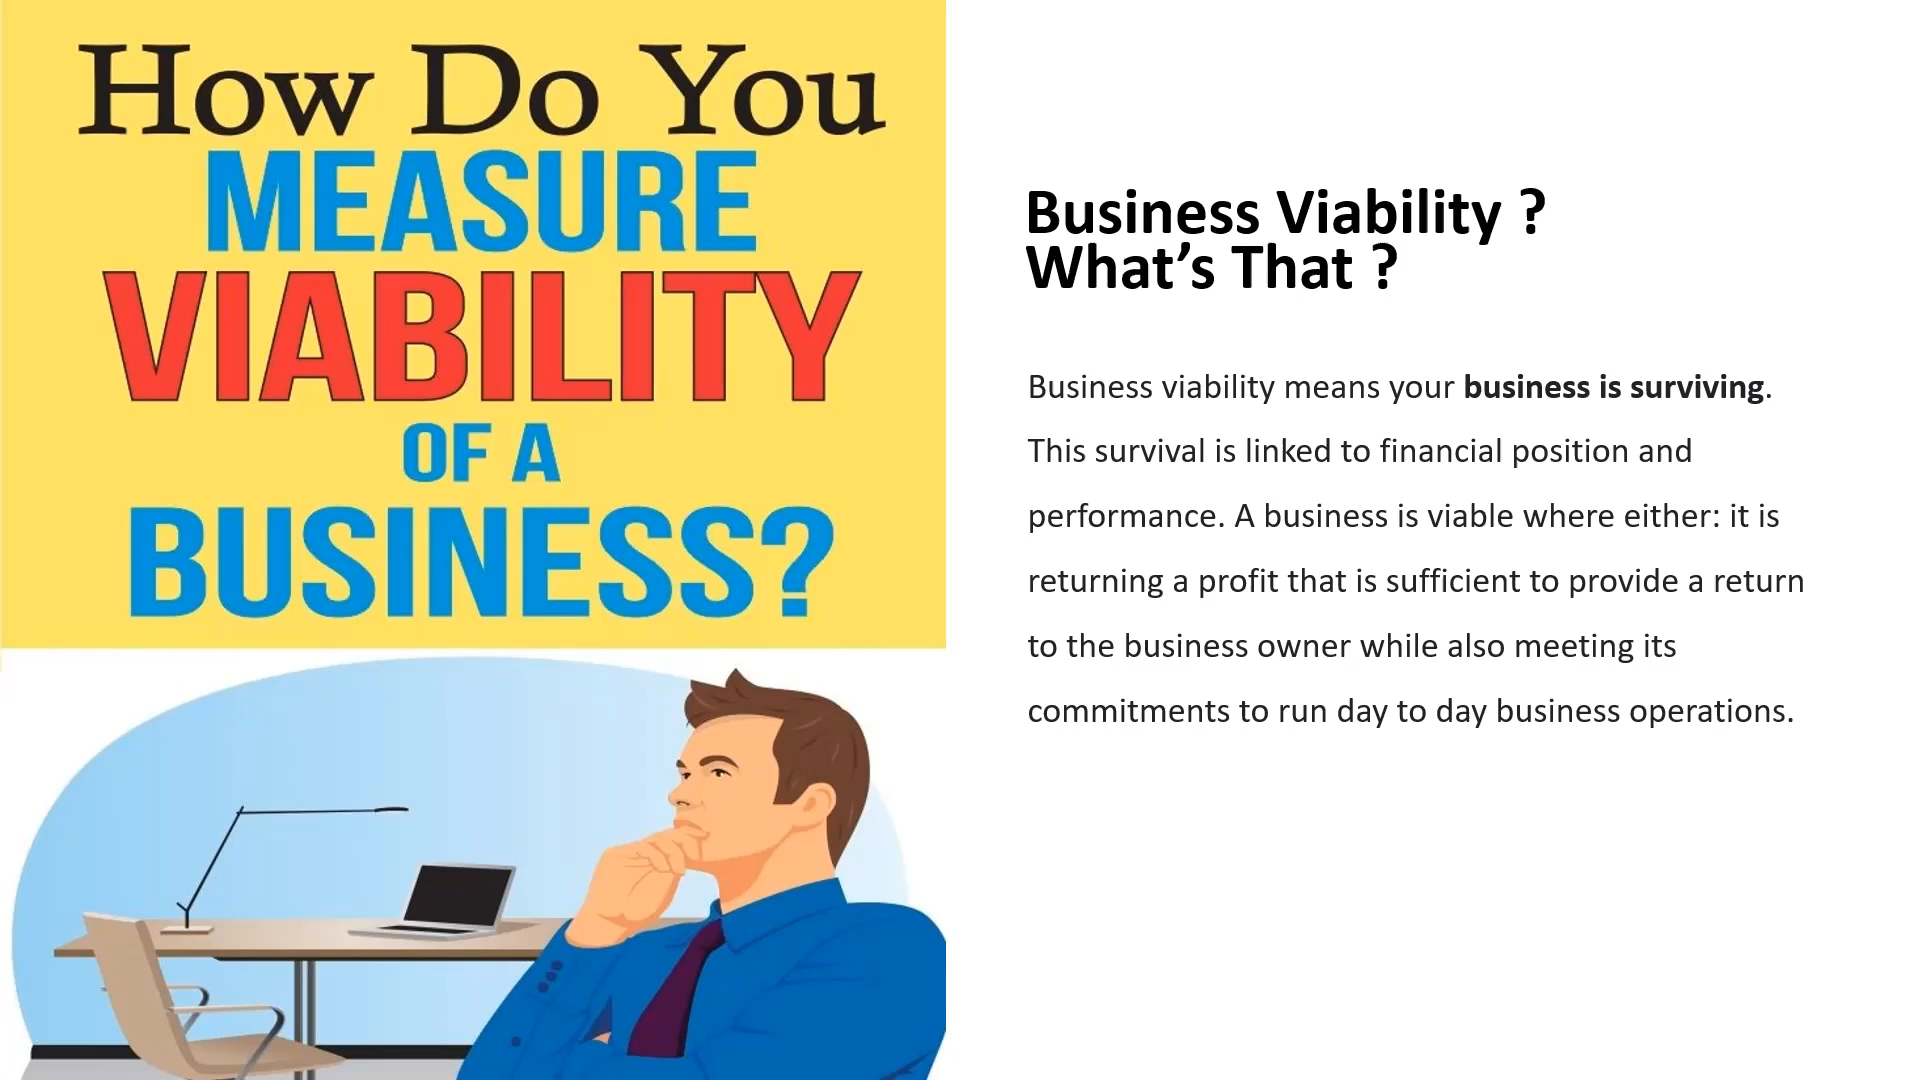 How Do You
MEASURE
VIABILITY
OF A
BUSINESS?
Business Viability ?
What’s That ?
Business viability means your business is surviving.
This survival is linked to financial position and
performance. A business is viable where either: it is
returning a profit that is sufficient to provide a return
to the business owner while also meeting its
commitments to run day to day business operations.